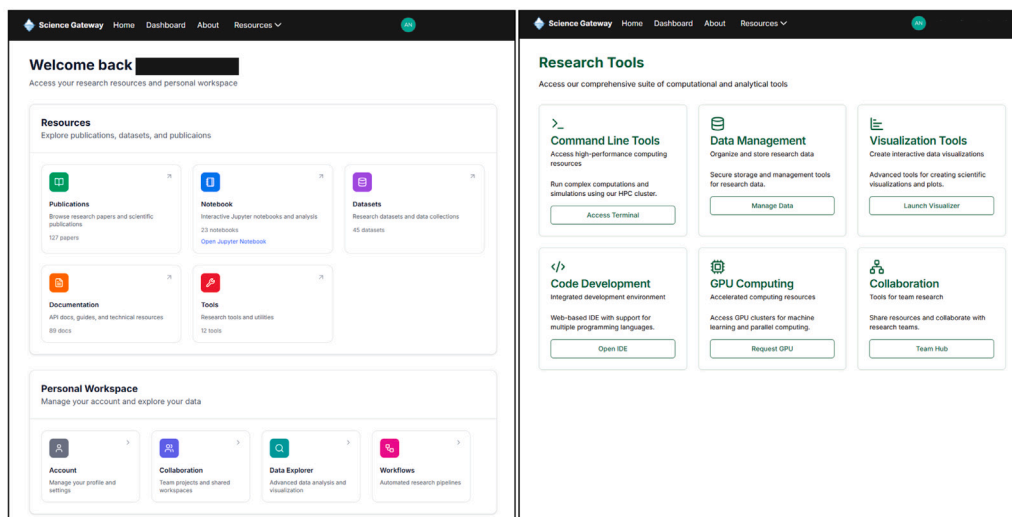 Science Gateway Home Dashboard About Resources AN
Welcome back
Access your research resources and personal workspace
Resources
Explore publications, datasets, and publicaions
Publications
Browse research papers and scientific
publications
127 papers
Notebook
Interactive Jupyter notebooks and analysis
23 notebooks
Open Jupyter Notebook
Datasets
Research datasets and data collections
45 datasets
Documentation
API docs, guides, and technical resources
89 docs
Tools
Research tools and utilities
12 tools
Personal Workspace
Manage your account and explore your data
Account
Manage your profile and
settings
Collaboration
Team projects and shared
workspaces
Data Explorer
Advanced data analysis and
visualization
Workflows
Automated research pipelines
Science Gateway Home Dashboard About Resources AN
Research Tools
Access our comprehensive suite of computational and analytical tools
Command Line Tools
Access high-performance computing
resources
Run complex computations and
simulations using our HPC cluster.
Access Terminal
Data Management
Organize and store research data
Secure storage and management tools
for research data.
Manage Data
Visualization Tools
Create interactive data visualizations
Advanced tools for creating scientific
visualizations and plots.
Launch Visualizer
Code Development
Integrated development environment
Web-based IDE with support for
multiple programming languages.
Open IDE
GPU Computing
Accelerated computing resources
Access GPU clusters for machine
learning and parallel computing.
Request GPU
Collaboration
Tools for team research
Share resources and collaborate with
research teams.
Team Hub